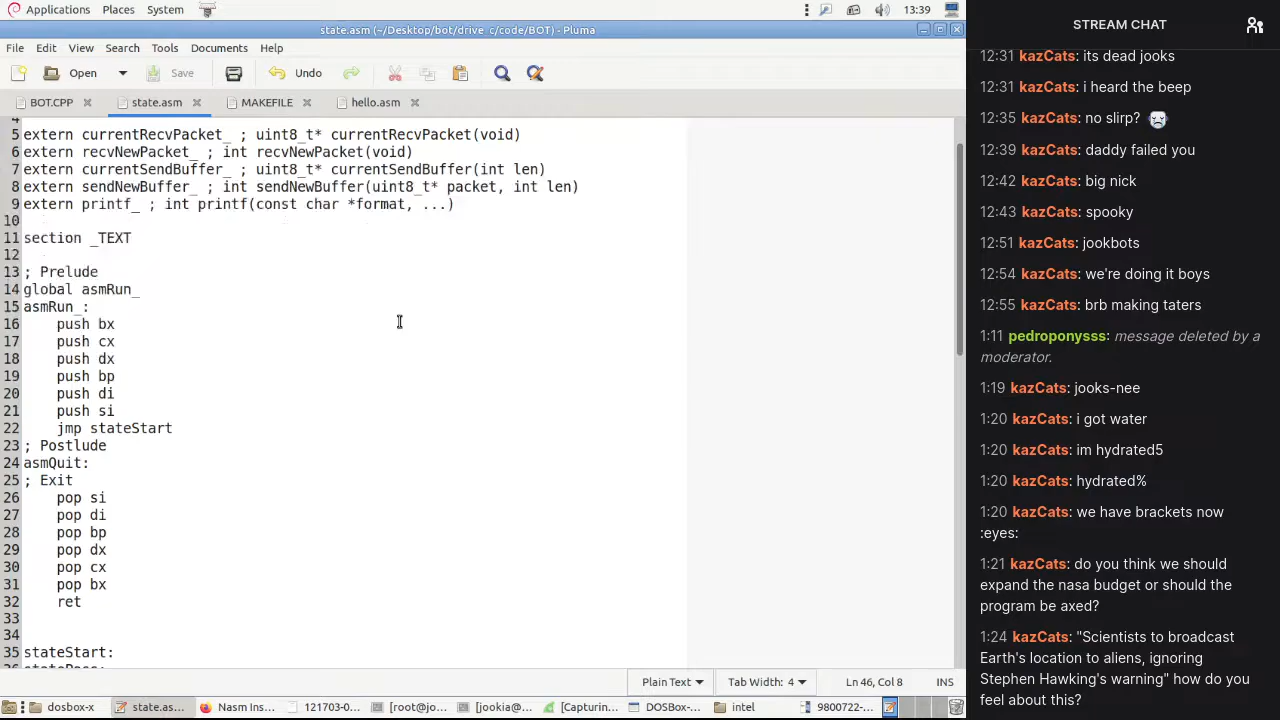 Applications Places System 13:39
state.asm (~/Desktop/bot/drive_c/code/BOT) - Pluma
File Edit View Search Tools Documents Help
Open Save Undo
BOT.CPP state.asm MAKEFILE hello.asm
4
5 extern currentRecvPacket_ ; uint8_t* currentRecvPacket(void)
6 extern recvNewPacket_ ; int recvNewPacket(void)
7 extern currentSendBuffer_ ; uint8_t* currentSendBuffer(int len)
8 extern sendNewBuffer_ ; int sendNewBuffer(uint8_t* packet, int len)
9 extern printf_ ; int printf(const char *format, ...)
10
11 section _TEXT
12
13 ; Prelude
14 global asmRun_
15 asmRun_:
16 push bx
17 push cx
18 push dx
19 push bp
20 push di
21 push si
22 jmp stateStart
23 ; Postlude
24 asmQuit:
25 ; Exit
26 pop si
27 pop di
28 pop bp
29 pop dx
30 pop cx
31 pop bx
32 ret
33
34
35 stateStart:
Plain Text Tab Width: 4 Ln 46, Col 8 INS
dosbox-x state.as... Nasm Ins... 121703-0... [root@jo... [jookia@... [Capturin... DOSBox-... intel 9800722-...
STREAM CHAT
12:31 kazCats: its dead jooks
12:31 kazCats: i heard the beep
12:35 kazCats: no slirp?
12:39 kazCats: daddy failed you
12:42 kazCats: big nick
12:43 kazCats: spooky
12:51 kazCats: jookbots
12:54 kazCats: we're doing it boys
12:55 kazCats: brb making taters
1:11 pedroponysss: message deleted by a
moderator.
1:19 kazCats: jooks-nee
1:20 kazCats: i got water
1:20 kazCats: im hydrated5
1:20 kazCats: hydrated%
1:20 kazCats: we have brackets now
:eyes:
1:21 kazCats: do you think we should
expand the nasa budget or should the
program be axed?
1:24 kazCats: "Scientists to broadcast
Earth's location to aliens, ignoring
Stephen Hawking's warning" how do you
feel about this?